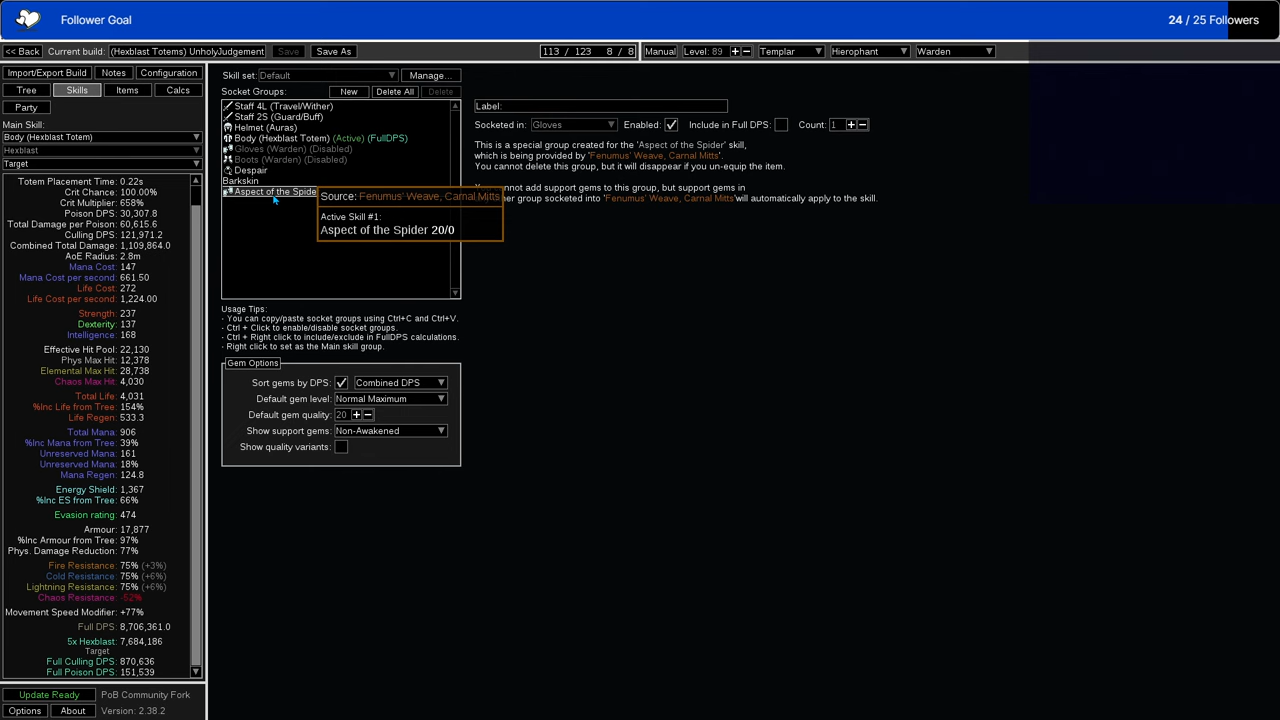 Follower Goal
24 / 25 Followers
<< Back Current build: (Hexblast Totems) UnholyJudgement Save Save As 113 / 123 8 / 8 Manual Level: 89 + − Templar Hierophant Warden
Import/Export Build Notes Configuration
Tree Skills Items Calcs
Party
Main Skill:
Body (Hexblast Totem)
Hexblast
Target
Totem Placement Time: 0.22s
Crit Chance: 100.00%
Crit Multiplier: 658%
Poison DPS: 30,307.8
Total Damage per Poison: 60,615.6
Culling DPS: 121,971.2
Combined Total Damage: 1,109,864.0
AoE Radius: 2.8m
Mana Cost: 147
Mana Cost per second: 661.50
Life Cost: 272
Life Cost per second: 1,224.00
Strength: 237
Dexterity: 124
Intelligence: 168
Effective Hit Pool: 22,130
Phys Max Hit: 12,378
Elemental Max Hit: 28,738
Chaos Max Hit: 4,030
Total Life: 4,031
%Inc Life from Tree: 154%
Life Regen: 533.3
Total Mana: 906
%Inc Mana from Tree: 39%
Unreserved Mana: 161
Unreserved Mana: 18%
Mana Regen: 124.8
Energy Shield: 1,367
%Inc ES from Tree: 66%
Evasion rating: 474
Armour: 17,877
%Inc Armour from Tree: 97%
Phys. Damage Reduction: 77%
Fire Resistance: 75% (+3%)
Cold Resistance: 75% (+6%)
Lightning Resistance: 75% (+6%)
Chaos Resistance: -52%
Movement Speed Modifier: +77%
Full DPS: 8,706,361.0
5x Hexblast: 7,684,186
Target
Full Culling DPS: 870,636
Full Poison DPS: 151,539
Update Ready PoB Community Fork
Options About Version: 2.38.2
Skill set: Default Manage...
Socket Groups: New Delete All Delete
Staff 4L (Travel/Wither)
Staff 2S (Guard/Buff)
Helmet (Auras)
Body (Hexblast Totem) (Active) (FullDPS)
Gloves (Warden) (Disabled)
Boots (Warden) (Disabled)
Despair
Barkskin
Aspect of the Spide
Source: Fenumus' Weave, Carnal Mitts
Active Skill #1:
Aspect of the Spider 20/0
Usage Tips:
- You can copy/paste socket groups using Ctrl+C and Ctrl+V.
- Ctrl + Click to enable/disable socket groups.
- Ctrl + Right click to include/exclude in FullDPS calculations.
- Right click to set as the Main skill group.
Gem Options
Sort gems by DPS: Combined DPS
Default gem level: Normal Maximum
Default gem quality: 20 + −
Show support gems: Non-Awakened
Show quality variants:
Label:
Socketed in: Gloves Enabled: Include in Full DPS: Count: 1 + −
This is a special group created for the 'Aspect of the Spider' skill,
which is being provided by 'Fenumus' Weave, Carnal Mitts'.
You cannot delete this group, but it will disappear if you un-equip the item.
not add support gems to this group, but support gems in
er group socketed into 'Fenumus' Weave, Carnal Mitts'will automatically apply to the skill.